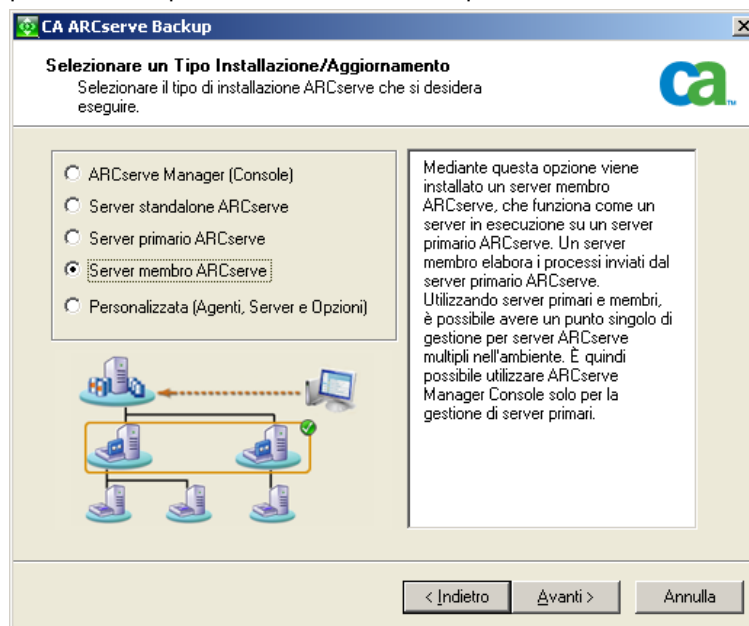 CA ARCserve Backup
Selezionare un Tipo Installazione/Aggiornamento
Selezionare il tipo di installazione ARCserve che si desidera
eseguire.
ca
ARCserve Manager (Console)
Server standalone ARCserve
Server primario ARCserve
Server membro ARCserve
Personalizzata (Agenti, Server e Opzioni)
Mediante questa opzione viene
installato un server membro
ARCserve, che funziona come un
server in esecuzione su un server
primario ARCserve. Un server
membro elabora i processi inviati dal
server primario ARCserve.
Utilizzando server primari e membri,
è possibile avere un punto singolo di
gestione per server ARCserve
multipli nell'ambiente. È quindi
possibile utilizzare ARCserve
Manager Console solo per la
gestione di server primari.
< Indietro
Avanti >
Annulla